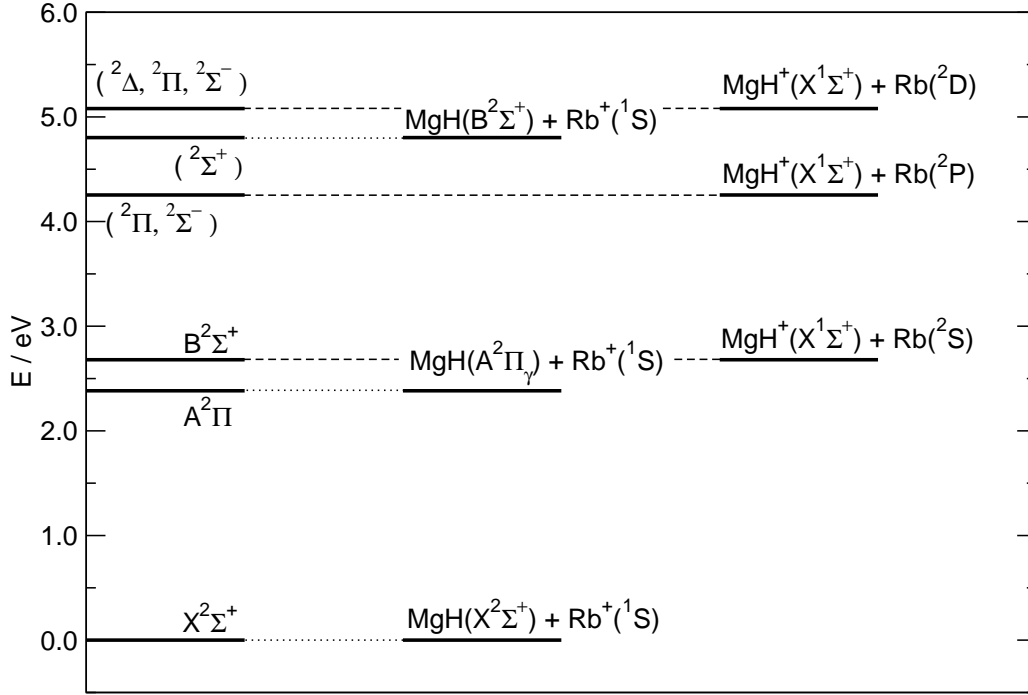 6.0
(²Δ, ²Π, ²Σ⁻)
MgH⁺(X¹Σ⁺) + Rb(²D)
5.0
MgH(B²Σ⁺) + Rb⁺(¹S)
(²Σ⁺)
MgH⁺(X¹Σ⁺) + Rb(²P)
4.0
(²Π, ²Σ⁻)
E / eV
3.0
B²Σ⁺
MgH(A²Πᵧ) + Rb⁺(¹S)
MgH⁺(X¹Σ⁺) + Rb(²S)
A²Π
2.0
1.0
X²Σ⁺
MgH(X²Σ⁺) + Rb⁺(¹S)
0.0